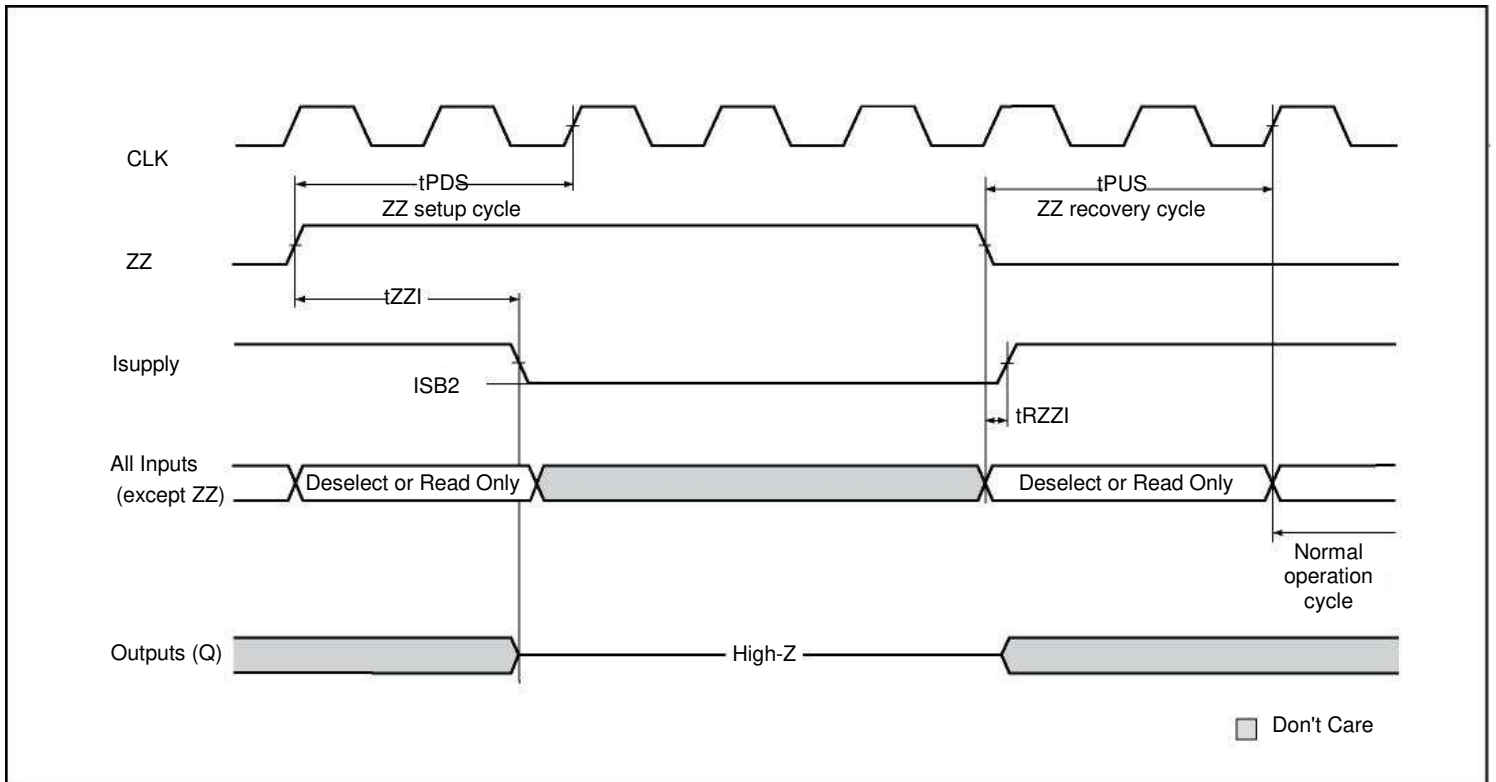 CLK
tPDS
ZZ setup cycle
tPUS
ZZ recovery cycle
ZZ
tZZI
Isupply
ISB2
tRZZI
All Inputs
(except ZZ)
Deselect or Read Only
Deselect or Read Only
Normal
operation
cycle
Outputs (Q)
High-Z
Don't Care